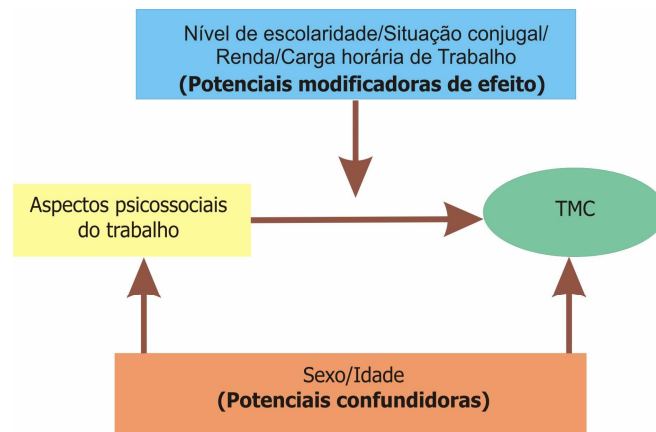 Nível de escolaridade/Situação conjugal/
Renda/Carga horária de Trabalho
(Potenciais modificadoras de efeito)
Aspectos psicossociais
do trabalho
TMC
Sexo/Idade
(Potenciais confundidoras)